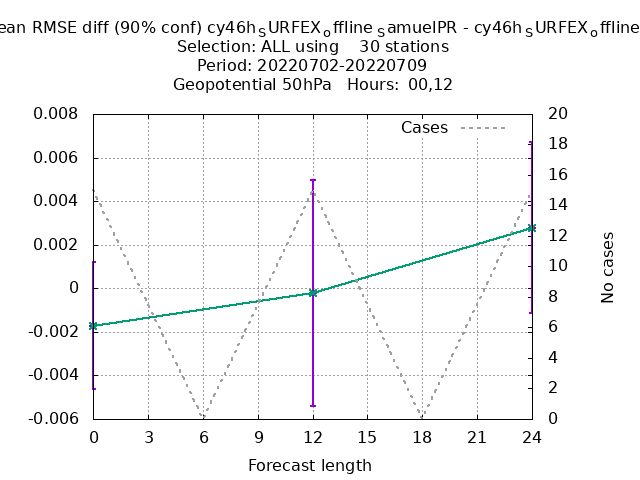 ean RMSE diff (90% conf) cy46hSURFEXoffline SamuelPR - cy46hSURFEXoffline
Selection: ALL using 30 stations
Period: 20220702-20220709
Geopotential 50hPa Hours: 00,12
Cases
0.008
0.006
0.004
0.002
0
-0.002
-0.004
-0.006
20
18
16
14
12
10
8
6
4
2
0
No cases
0 3 6 9 12 15 18 21 24
Forecast length